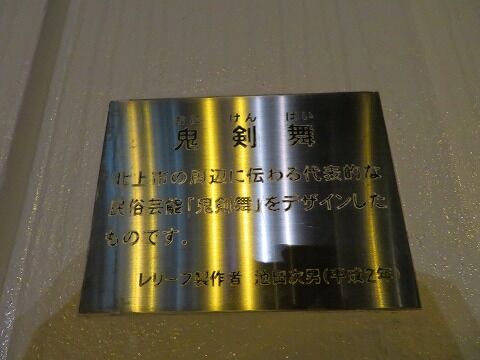 おに けん ばい
鬼剣舞
北上市の周辺に伝わる代表的な
民俗芸能「鬼剣舞」をデザインした
ものです.
レリーフ製作者 池田次男(平成2年)